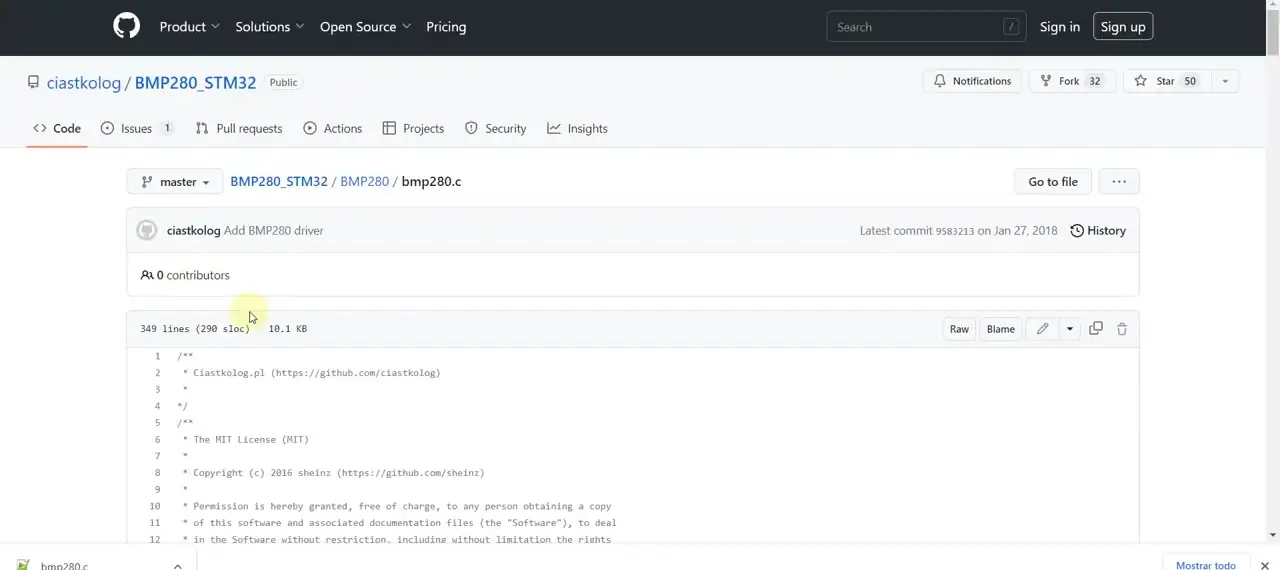 Product Solutions Open Source Pricing Search / Sign in Sign up
ciastkolog / BMP280_STM32 Public Notifications Fork 32 Star 50
Code Issues 1 Pull requests Actions Projects Security Insights
master BMP280_STM32 / BMP280 / bmp280.c Go to file ...
ciastkolog Add BMP280 driver Latest commit 9583213 on Jan 27, 2018 History
0 contributors
349 lines (290 sloc) 10.1 KB Raw Blame
1 /**
2 * Ciastkolog.pl (https://github.com/ciastkolog)
3 *
4 */
5 /**
6 * The MIT License (MIT)
7 *
8 * Copyright (c) 2016 sheinz (https://github.com/sheinz)
9 *
10 * Permission is hereby granted, free of charge, to any person obtaining a copy
11 * of this software and associated documentation files (the "Software"), to deal
12 * in the Software without restriction, including without limitation the rights
bmp280.c Mostrar todo